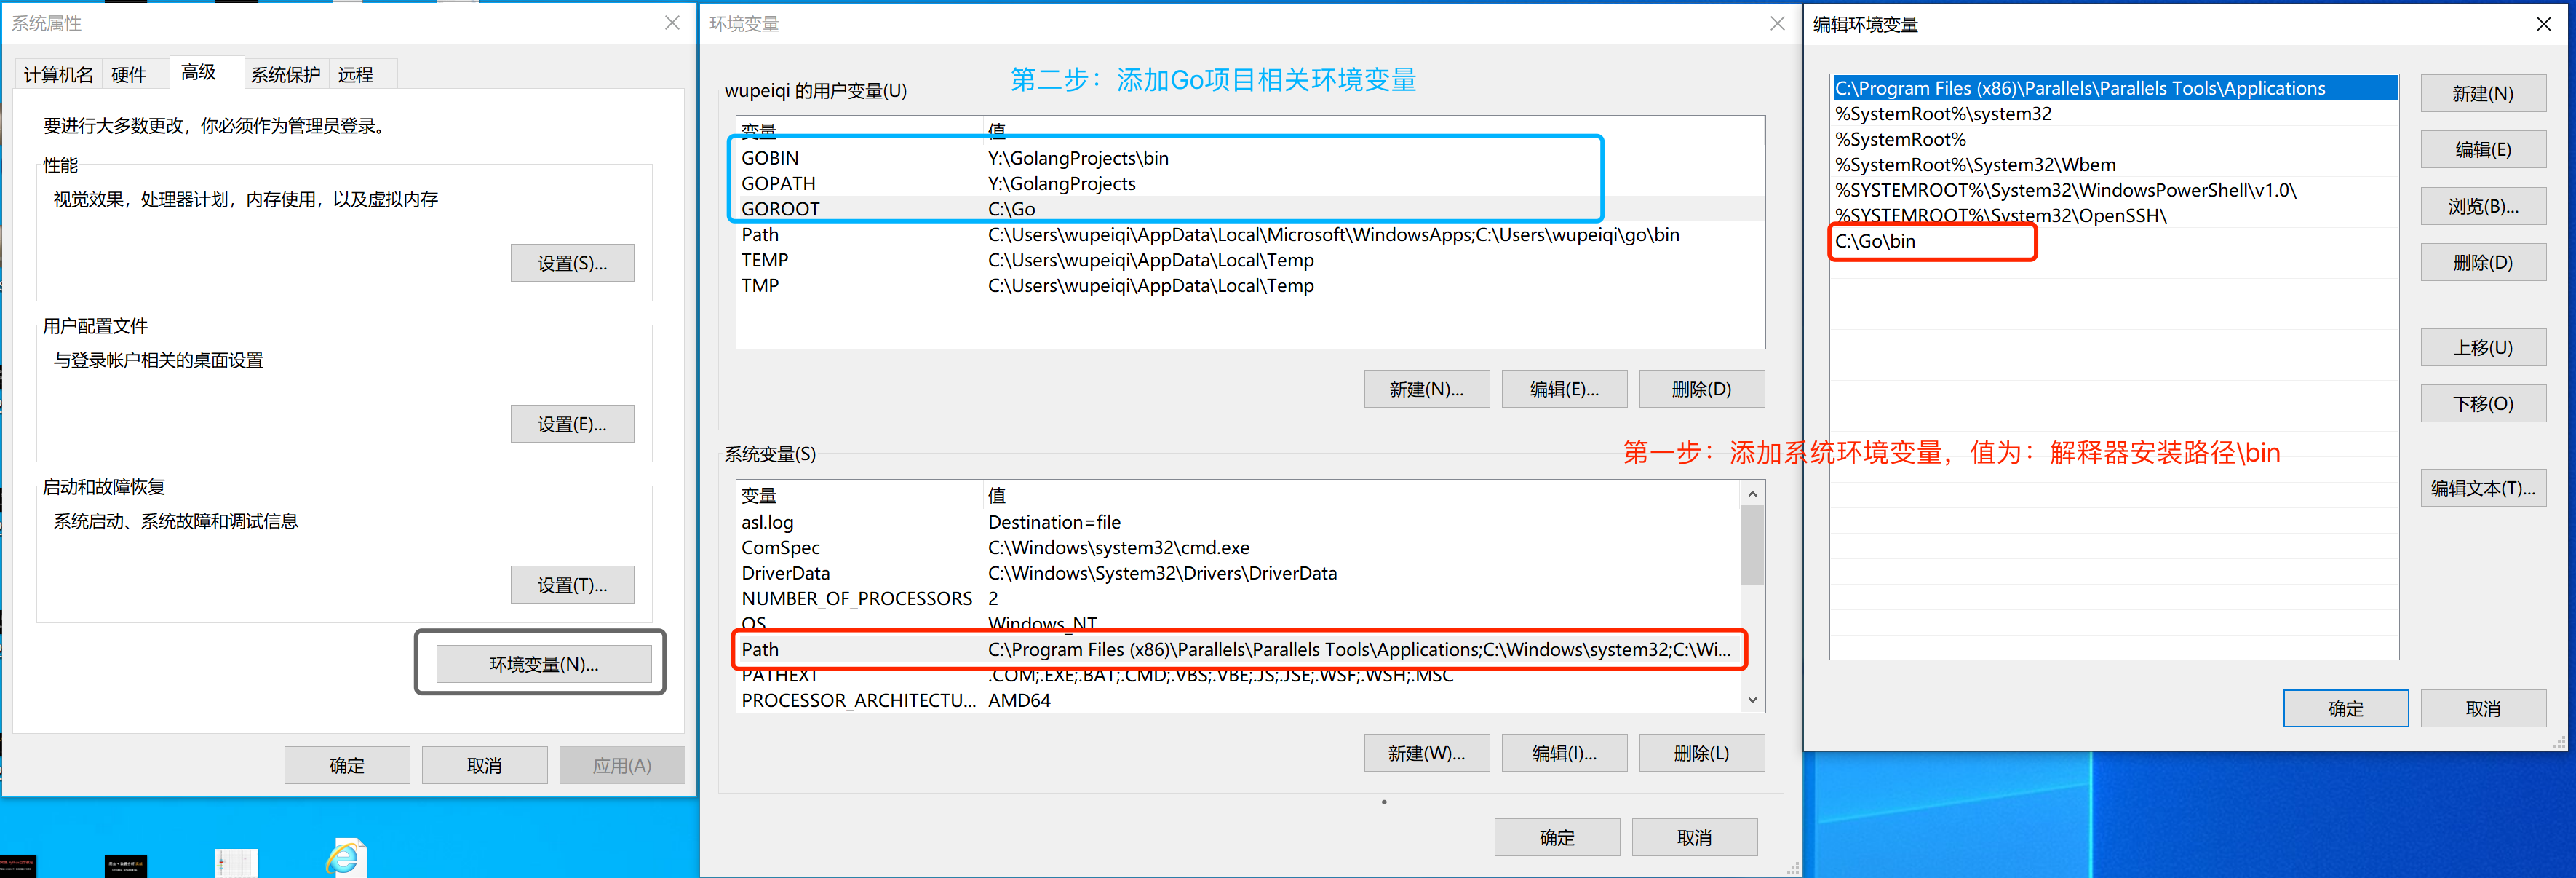 系统属性
计算机名 硬件 高级 系统保护 远程
要进行大多数更改，你必须作为管理员登录。
性能
视觉效果，处理器计划，内存使用，以及虚拟内存
设置(S)...
用户配置文件
与登录帐户相关的桌面设置
设置(E)...
启动和故障恢复
系统启动、系统故障和调试信息
设置(T)...
环境变量(N)...
确定 取消 应用(A)
环境变量
第二步：添加Go项目相关环境变量
wupeiqi 的用户变量(U)
变量 值
GOBIN Y:\GolangProjects\bin
GOPATH Y:\GolangProjects
GOROOT C:\Go
Path C:\Users\wupeiqi\AppData\Local\Microsoft\WindowsApps;C:\Users\wupeiqi\go\bin
TEMP C:\Users\wupeiqi\AppData\Local\Temp
TMP C:\Users\wupeiqi\AppData\Local\Temp
新建(N)... 编辑(E)... 删除(D)
系统变量(S)
第一步：添加系统环境变量，值为：解释器安装路径\bin
变量 值
asl.log Destination=file
ComSpec C:\Windows\system32\cmd.exe
DriverData C:\Windows\System32\Drivers\DriverData
NUMBER_OF_PROCESSORS 2
OS Windows_NT
Path C:\Program Files (x86)\Parallels\Parallels Tools\Applications;C:\Windows\system32;C:\Wi...
PATHEXT .COM;.EXE;.BAT;.CMD;.VBS;.VBE;.JS;.JSE;.WSF;.WSH;.MSC
PROCESSOR_ARCHITECTU... AMD64
新建(W)... 编辑(I)... 删除(L)
确定 取消
编辑环境变量
C:\Program Files (x86)\Parallels\Parallels Tools\Applications
%SystemRoot%\system32
%SystemRoot%
%SystemRoot%\System32\Wbem
%SYSTEMROOT%\System32\WindowsPowerShell\v1.0\
%SYSTEMROOT%\System32\OpenSSH\
C:\Go\bin
新建(N)
编辑(E)
浏览(B)...
删除(D)
上移(U)
下移(O)
编辑文本(T)...
确定 取消